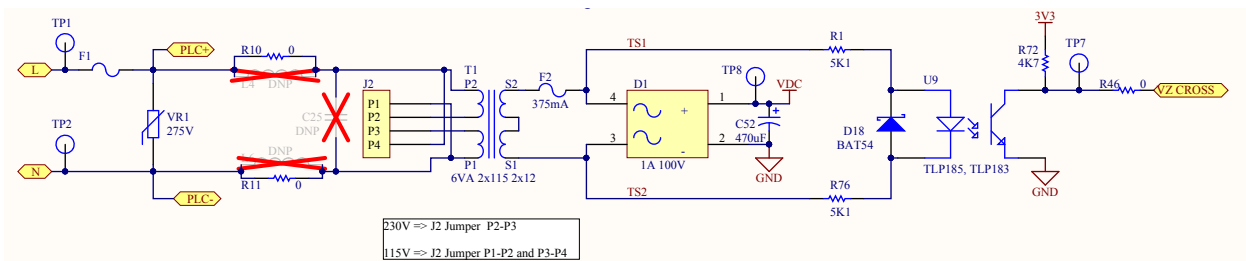 TP1
F1
L
PLC+
R10 0
L4 DNP
VR1
275V
TP2
N
PLC-
DNP
R11 0
C25
DNP
J2
P1
P2
P3
P4
T1
P2 S2
P1 S1
6VA 2x115 2x12
F2
375mA
TS1
TS2
D1
4 1
3 2
+
-
1A 100V
TP8
VDC
C52
+
470uF
GND
R1
5K1
R76
5K1
D18
BAT54
U9
TLP185, TLP183
3V3
R72
4K7
TP7
R46 0
VZ CROSS
GND
230V => J2 Jumper P2-P3
115V => J2 Jumper P1-P2 and P3-P4